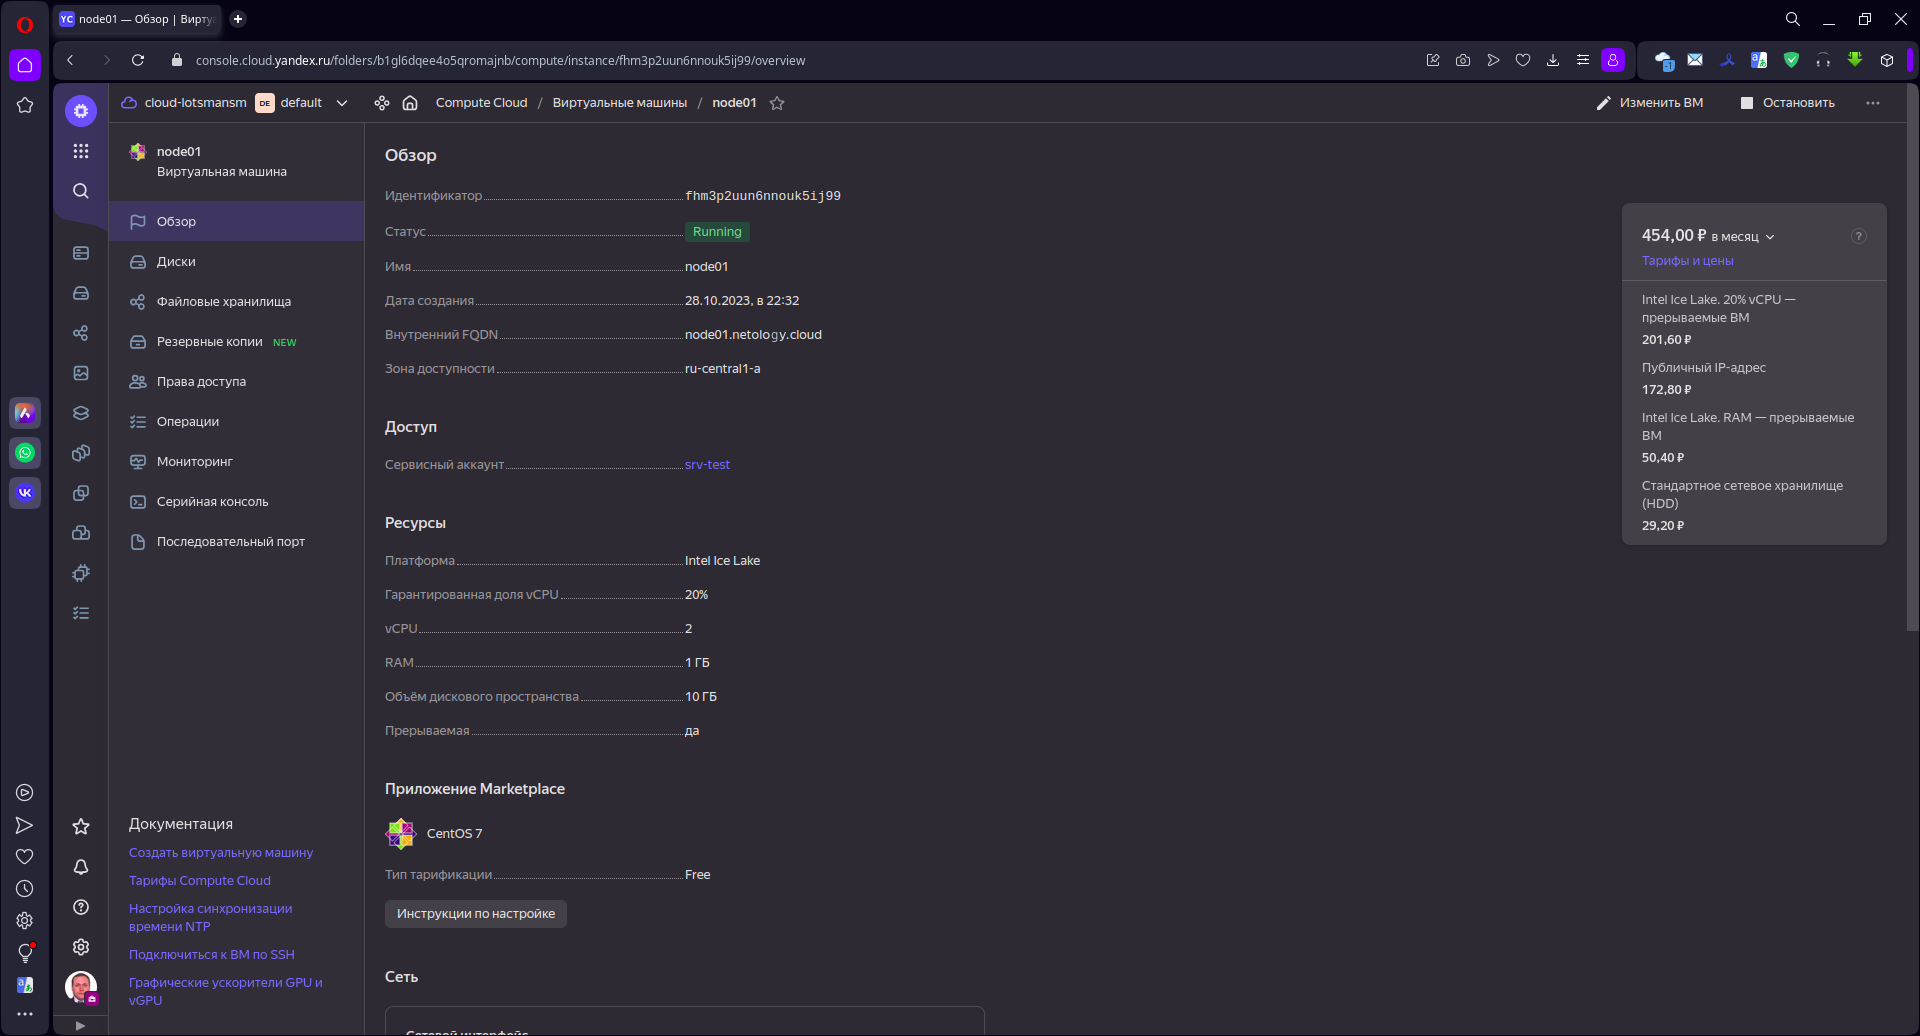 YC node01 — Обзор | Вирту
console.cloud.yandex.ru/folders/b1gl6dqee4o5qromajnb/compute/instance/fhm3p2uun6nnouk5ij99/overview
-1
cloud-lotsmansm DE default
Compute Cloud / Виртуальные машины / node01
Изменить ВМ
Остановить
node01
Виртуальная машина
Обзор
Диски
Файловые хранилища
Резервные копии NEW
Права доступа
Операции
Мониторинг
Серийная консоль
Последовательный порт
Документация
Создать виртуальную машину
Тарифы Compute Cloud
Настройка синхронизации
времени NTP
Подключиться к ВМ по SSH
Графические ускорители GPU и
vGPU
Обзор
Идентификатор fhm3p2uun6nnouk5ij99
Статус Running
Имя node01
Дата создания 28.10.2023, в 22:32
Внутренний FQDN node01.netology.cloud
Зона доступности ru-central1-a
Доступ
Сервисный аккаунт srv-test
Ресурсы
Платформа Intel Ice Lake
Гарантированная доля vCPU 20%
vCPU 2
RAM 1 ГБ
Объём дискового пространства 10 ГБ
Прерываемая да
Приложение Marketplace
CentOS 7
Тип тарификации Free
Инструкции по настройке
Сеть
Сетевой интерфейс
454,00 ₽ в месяц ?
Тарифы и цены
Intel Ice Lake. 20% vCPU —
прерываемые ВМ
201,60 ₽
Публичный IP-адрес
172,80 ₽
Intel Ice Lake. RAM — прерываемые
ВМ
50,40 ₽
Стандартное сетевое хранилище
(HDD)
29,20 ₽